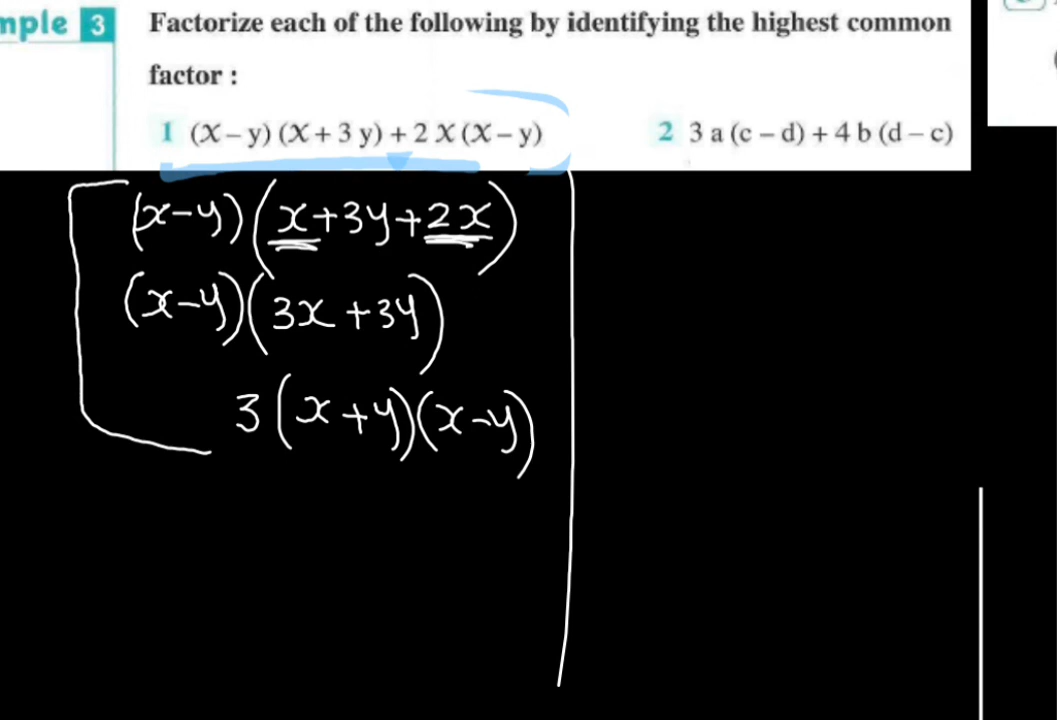 mple 3 Factorize each of the following by identifying the highest common
factor :
1 (X – y) (X + 3 y) + 2 X (X – y)
2 3 a (c – d) + 4 b (d – c)
(x-y)(x+3y+2x)
(x-y)(3x+3y)
3(x+y)(x-y)